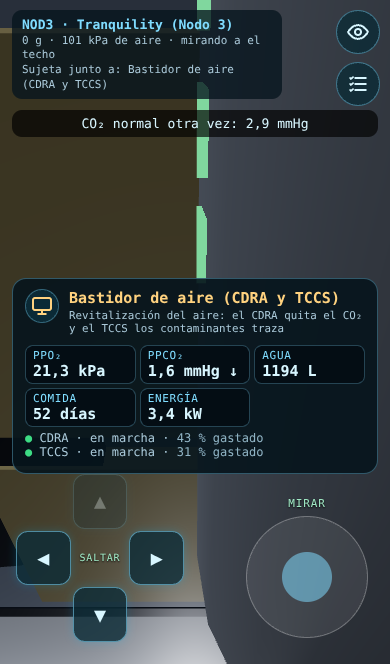 NOD3 · Tranquility (Nodo 3)
0 g · 101 kPa de aire · mirando a el
techo
Sujeta junto a: Bastidor de aire
(CDRA y TCCS)
CO₂ normal otra vez: 2,9 mmHg
Bastidor de aire (CDRA y TCCS)
Revitalización del aire: el CDRA quita el CO₂
y el TCCS los contaminantes traza
PPO₂
21,3 kPa
PPCO₂
1,6 mmHg ↓
AGUA
1194 L
COMIDA
52 días
ENERGÍA
3,4 kW
● CDRA · en marcha · 43 % gastado
● TCCS · en marcha · 31 % gastado
MIRAR
▲
◀ SALTAR ▶
▼